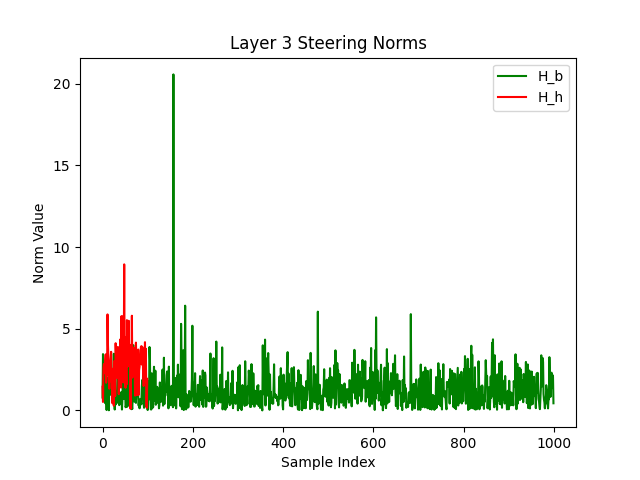 Layer 3 Steering Norms
H_b
H_h
Norm Value
20
15
10
5
0
0 200 400 600 800 1000
Sample Index